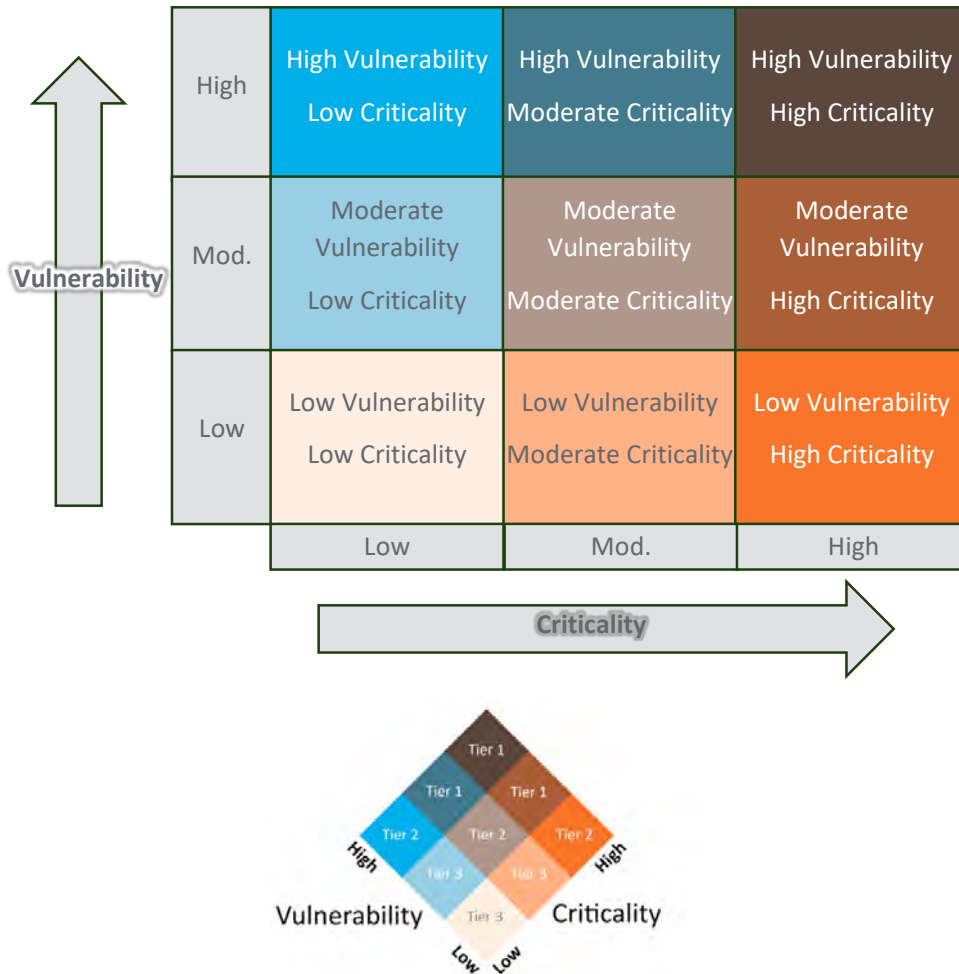 High
High Vulnerability
Low Criticality
High Vulnerability
Moderate Criticality
High Vulnerability
High Criticality
Vulnerability
Mod.
Moderate
Vulnerability
Low Criticality
Moderate
Vulnerability
Moderate Criticality
Moderate
Vulnerability
High Criticality
Low
Low Vulnerability
Low Criticality
Low Vulnerability
Moderate Criticality
Low Vulnerability
High Criticality
Low
Mod.
High
Criticality
Tier 1
Tier 1
Tier 1
Tier 2
Tier 2
Tier 2
High
High
Tier 3
Tier 3
Vulnerability
Tier 3
Criticality
Low
Low